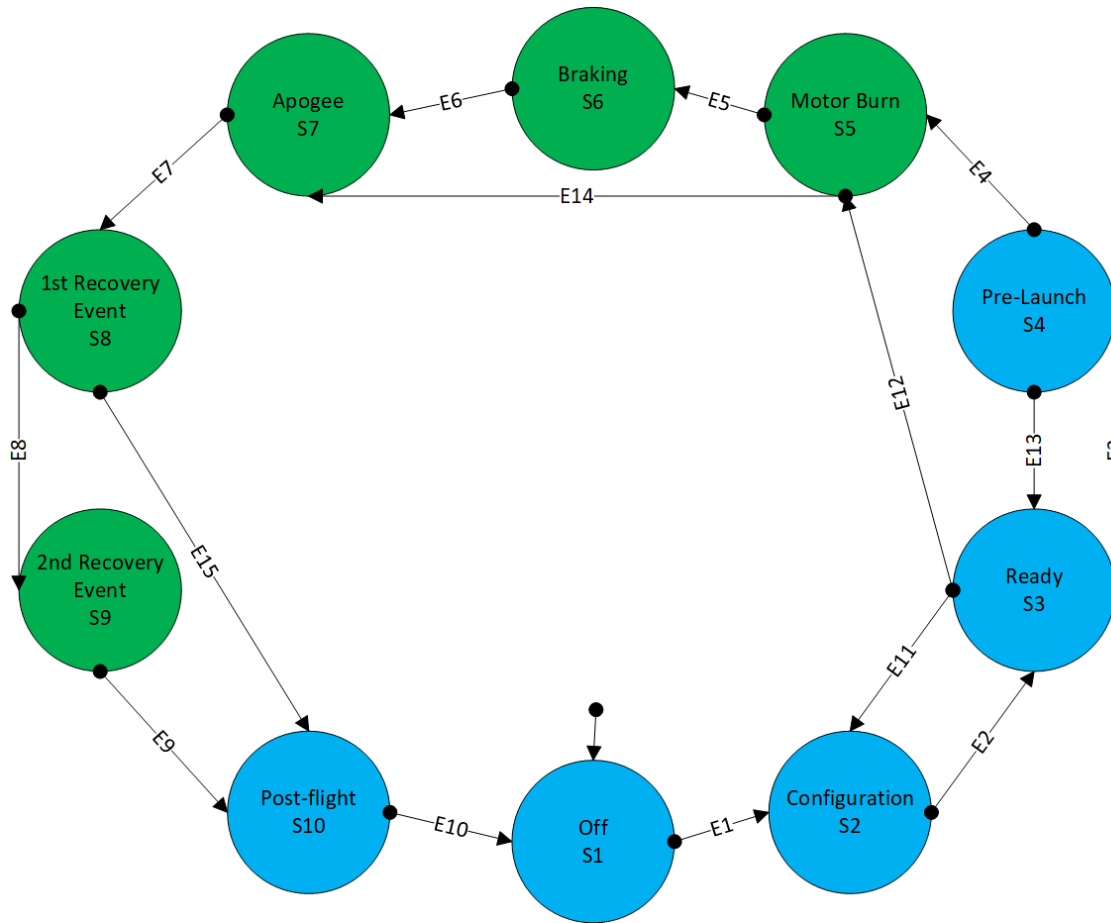 Braking
S6
Apogee
S7
Motor Burn
S5
E6
E5
E7
E4
E14
1st Recovery
Event
S8
Pre-Launch
S4
E12
E8
E13
E15
2nd Recovery
Event
S9
Ready
S3
E11
E9
E2
Post-flight
S10
E10
Off
S1
E1
Configuration
S2